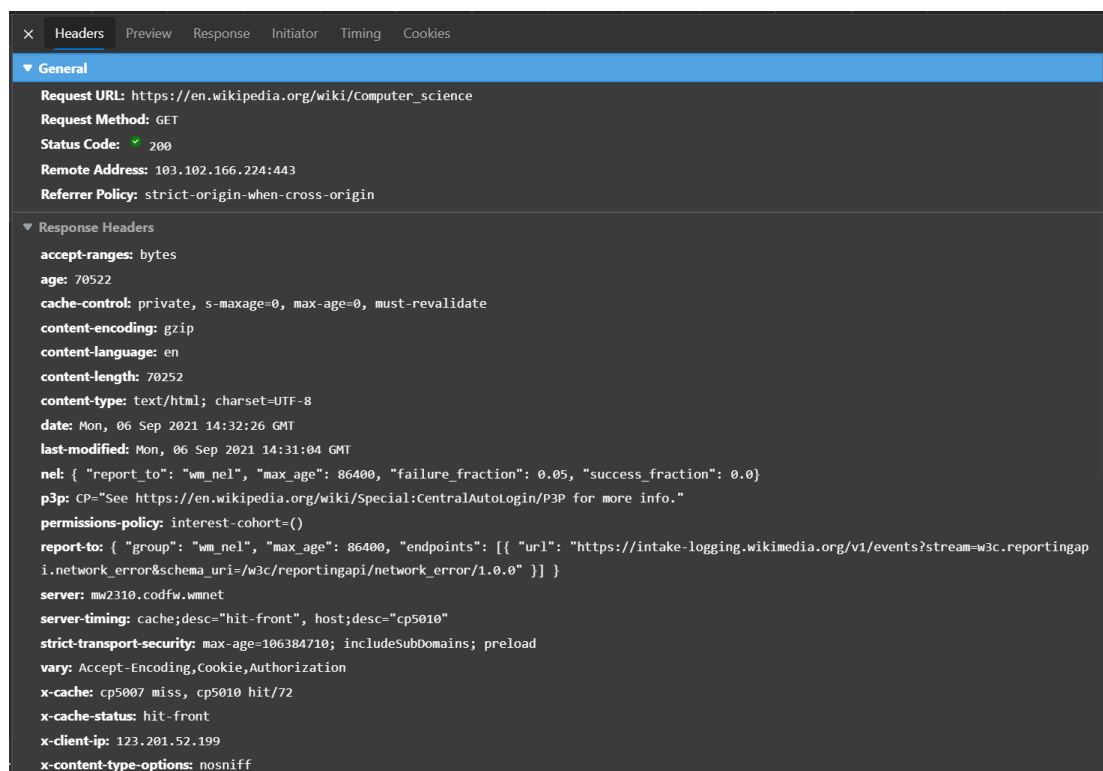 × Headers Preview Response Initiator Timing Cookies
▼ General
Request URL: https://en.wikipedia.org/wiki/Computer_science
Request Method: GET
Status Code: 200
Remote Address: 103.102.166.224:443
Referrer Policy: strict-origin-when-cross-origin
▼ Response Headers
accept-ranges: bytes
age: 70522
cache-control: private, s-maxage=0, max-age=0, must-revalidate
content-encoding: gzip
content-language: en
content-length: 70252
content-type: text/html; charset=UTF-8
date: Mon, 06 Sep 2021 14:32:26 GMT
last-modified: Mon, 06 Sep 2021 14:31:04 GMT
nel: { "report_to": "wm_nel", "max_age": 86400, "failure_fraction": 0.05, "success_fraction": 0.0}
p3p: CP="See https://en.wikipedia.org/wiki/Special:CentralAutoLogin/P3P for more info."
permissions-policy: interest-cohort=()
report-to: { "group": "wm_nel", "max_age": 86400, "endpoints": [{ "url": "https://intake-logging.wikimedia.org/v1/events?stream=w3c.reportingap
i.network_error&schema_uri=/w3c/reportingapi/network_error/1.0.0" }] }
server: mw2310.codfw.wmnet
server-timing: cache;desc="hit-front", host;desc="cp5010"
strict-transport-security: max-age=106384710; includeSubDomains; preload
vary: Accept-Encoding,Cookie,Authorization
x-cache: cp5007 miss, cp5010 hit/72
x-cache-status: hit-front
x-client-ip: 123.201.52.199
x-content-type-options: nosniff